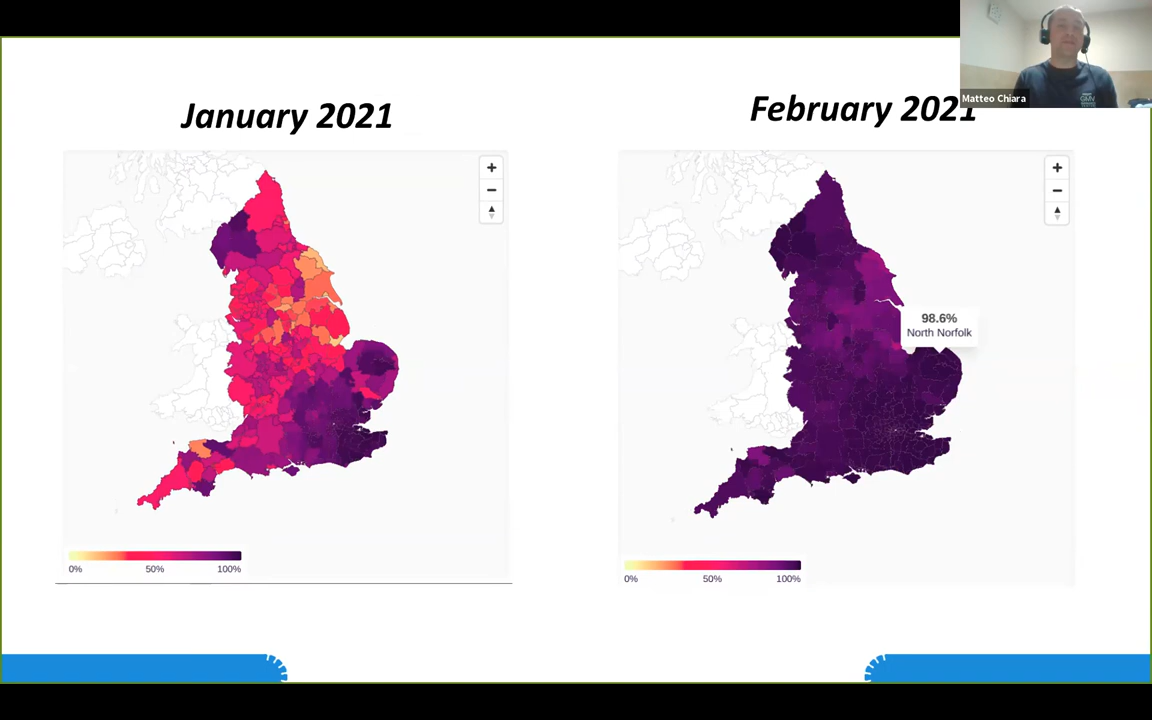 January 2021
February 2021
Matteo Chiara
98.6%
North Norfolk
0% 50% 100%
0% 50% 100%